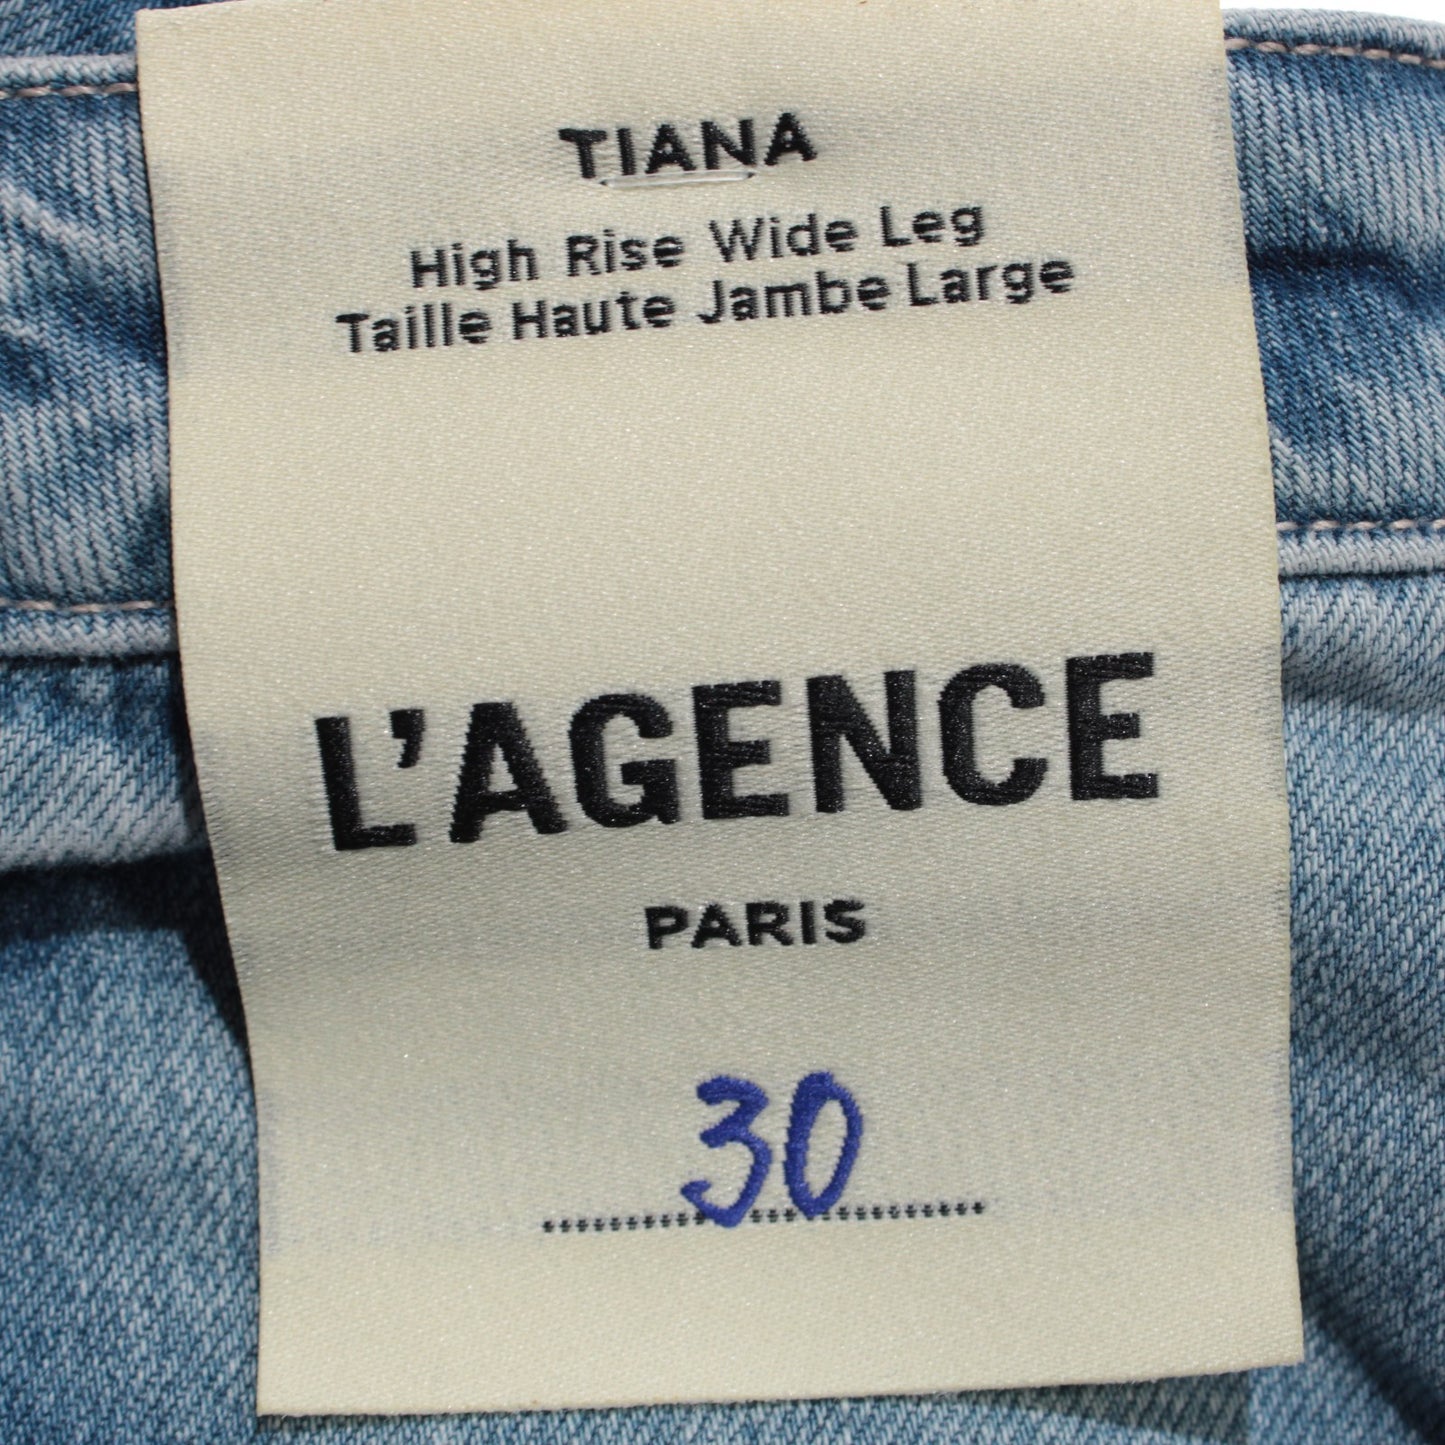 TIANA
High Rise Wide Leg
Taille Haute Jambe Large
L'AGENCE
PARIS
30